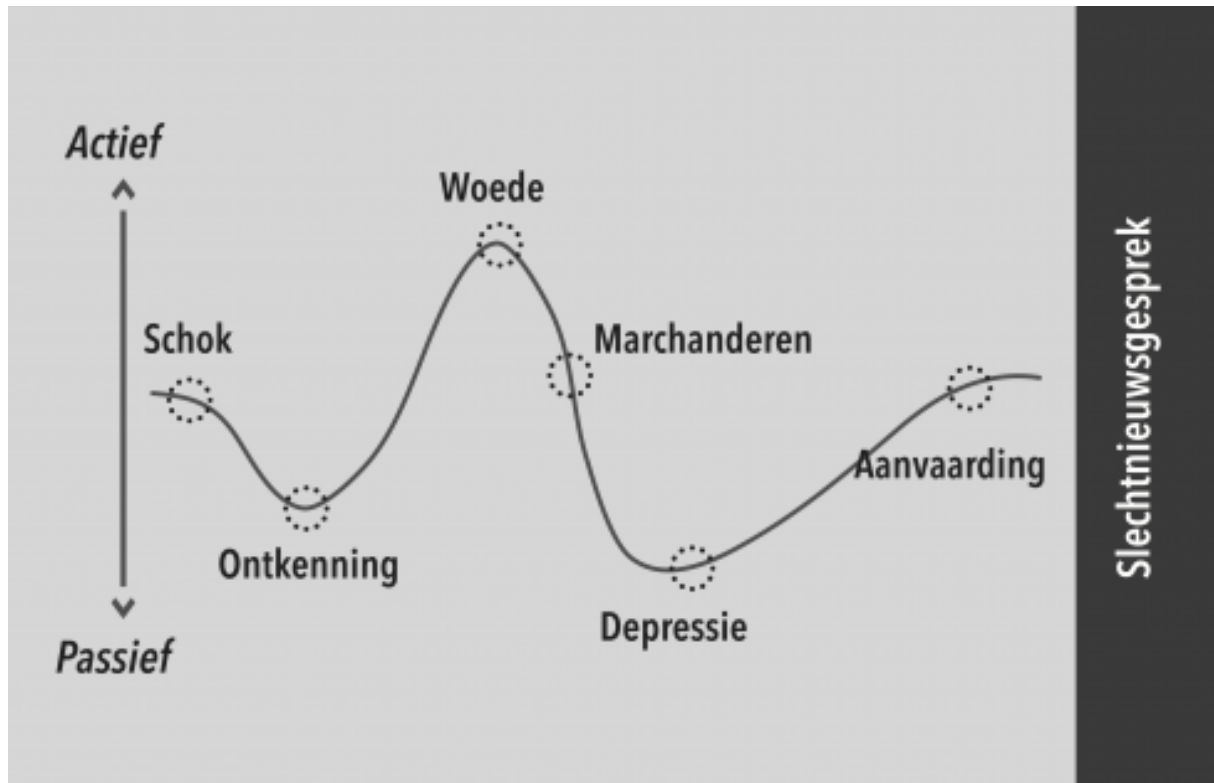 Actief
Woede
Schok
Marchanderen
Aanvaarding
Ontkenning
Depressie
Passief
Slechtnieuwsgesprek